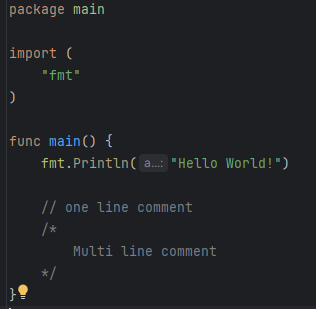 package main

import (
    "fmt"
)

func main() {
    fmt.Println( a...: "Hello World!")

    // one line comment
    /*
        Multi line comment
    */
}